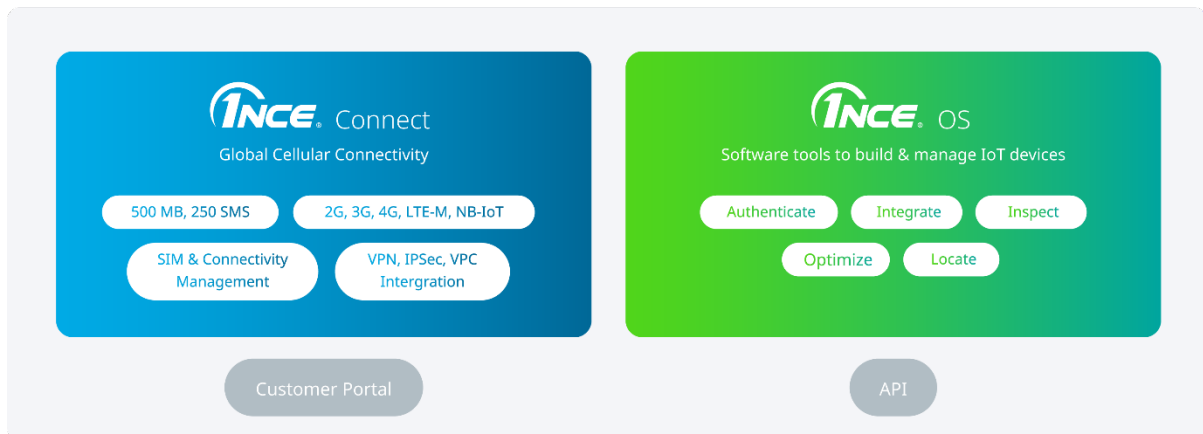 1NCE® Connect
Global Cellular Connectivity
500 MB, 250 SMS
2G, 3G, 4G, LTE-M, NB-IoT
SIM & Connectivity
Management
VPN, IPSec, VPC
Intergration
Customer Portal
1NCE® OS
Software tools to build & manage IoT devices
Authenticate
Integrate
Inspect
Optimize
Locate
API